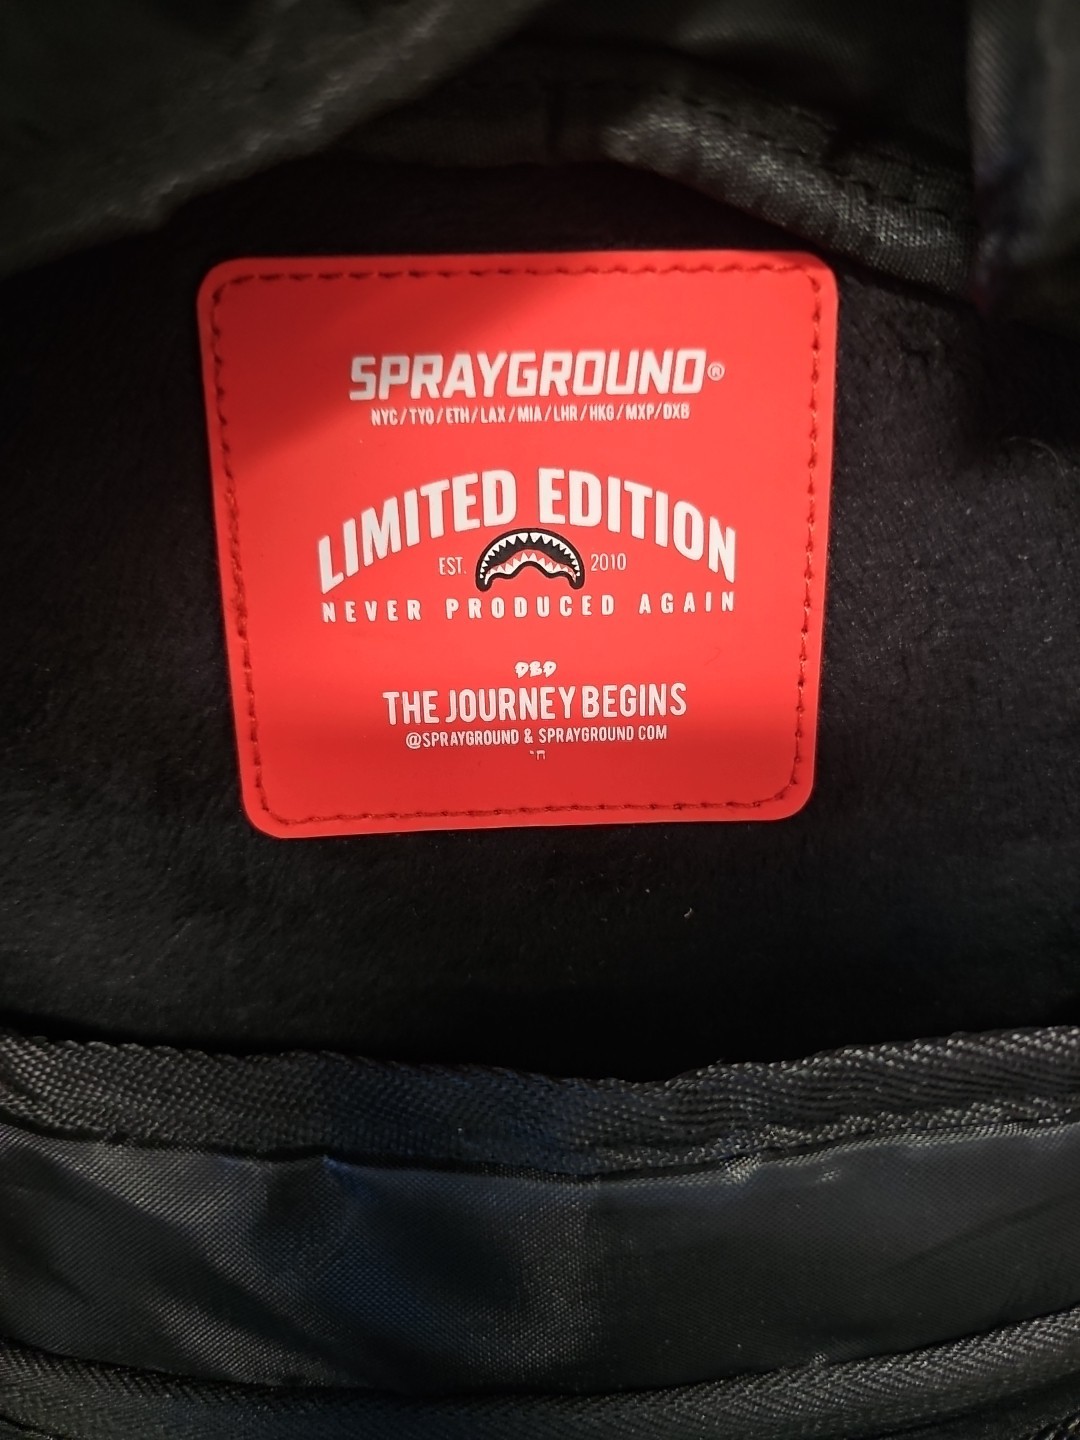 SPRAYGROUND®
NYC/TYO/ETH/LAX/MIA/LHR/HKG/MXP/DXB
LIMITED EDITION
EST. 2010
NEVER PRODUCED AGAIN
DBD
THE JOURNEY BEGINS
@SPRAYGROUND & SPRAYGROUND.COM